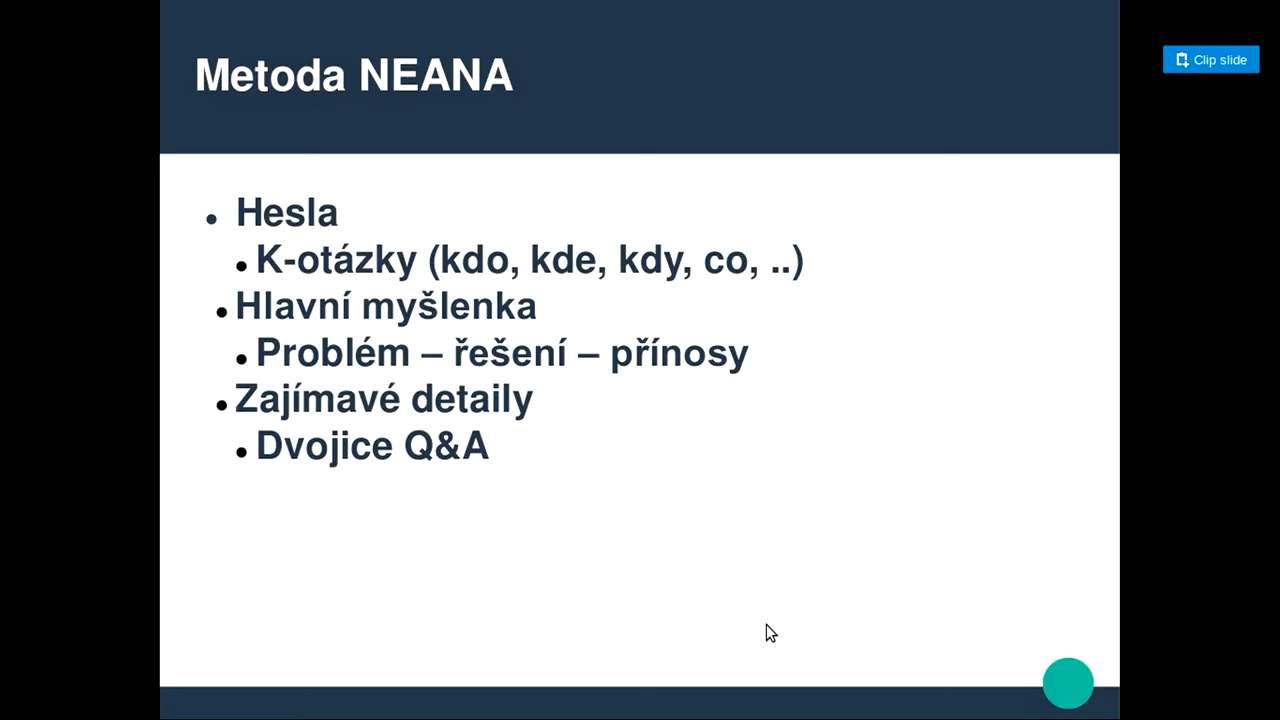 Metoda NEANA
Clip slide
Hesla
K-otázky (kdo, kde, kdy, co, ..)
Hlavní myšlenka
Problém – řešení – přínosy
Zajímavé detaily
Dvojice Q&A